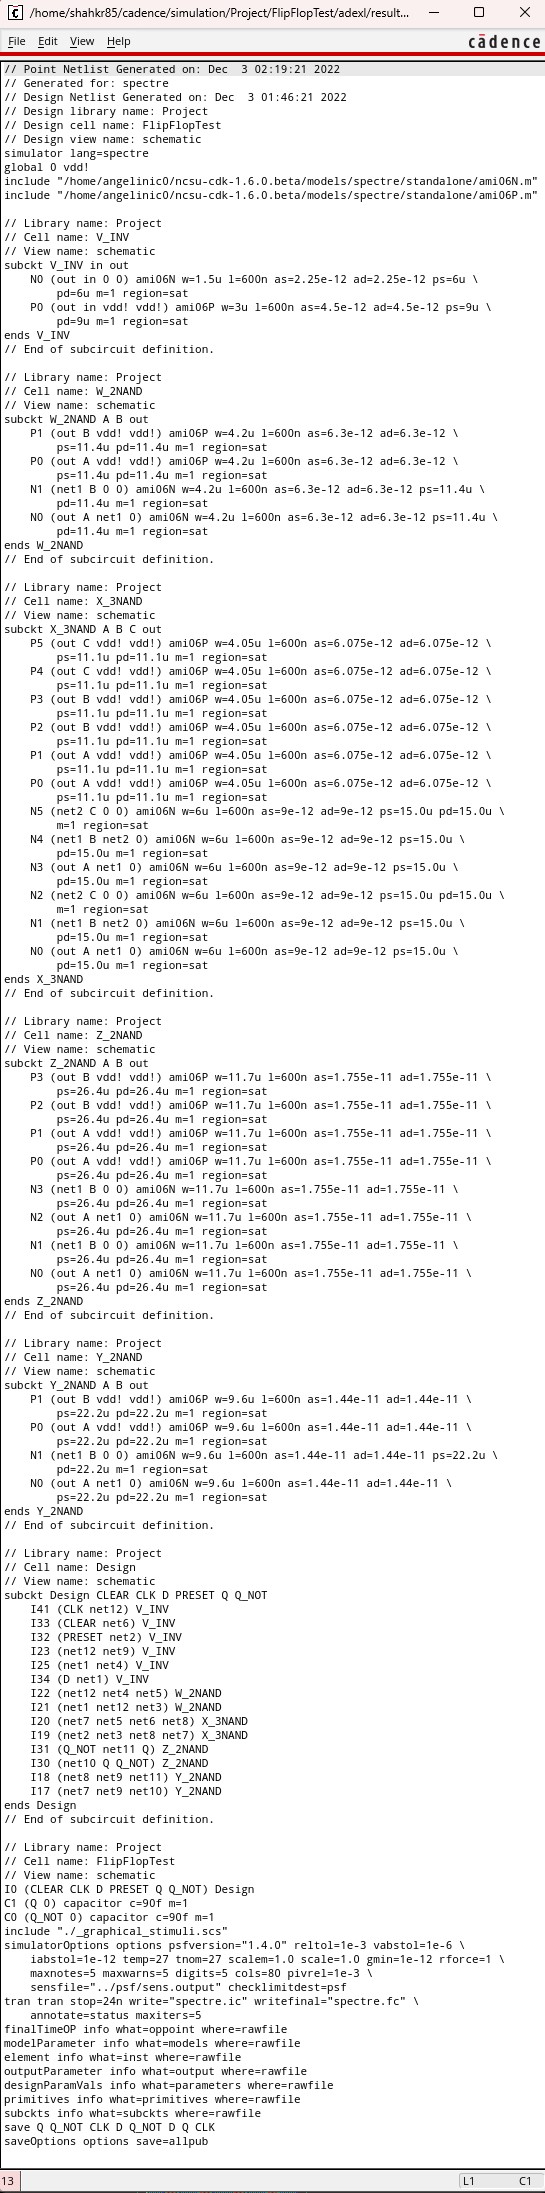 /home/shahkr85/cadence/simulation/Project/FlipFlopTest/adexl/result...
File Edit View cādence
// Point Netlist Generated on: Dec  3 02:19:21 2022
// Generated for: spectre
// Design Netlist Generated on: Dec  3 01:46:21 2022
// Design library name: Project
// Design cell name: FlipFlopTest
// Design view name: schematic
simulator lang=spectre
global 0 vdd!
include "/home/angelinic0/ncsu-cdk-1.6.0.beta/models/spectre/standalone/ami06N.m"
include "/home/angelinic0/ncsu-cdk-1.6.0.beta/models/spectre/standalone/ami06P.m"

// Library name: Project
// Cell name: V_INV
// View name: schematic
subckt V_INV in out
    N0 (out in 0 0) ami06N w=1.5u l=600n as=2.25e-12 ad=2.25e-12 ps=6u \
        pd=6u m=1 region=sat
    P0 (out in vdd! vdd!) ami06P w=3u l=600n as=4.5e-12 ad=4.5e-12 ps=9u \
        pd=9u m=1 region=sat
ends V_INV
// End of subcircuit definition.

// Library name: Project
// Cell name: W_2NAND
// View name: schematic
subckt W_2NAND A B out
    P1 (out B vdd! vdd!) ami06P w=4.2u l=600n as=6.3e-12 ad=6.3e-12 \
        ps=11.4u pd=11.4u m=1 region=sat
    P0 (out A vdd! vdd!) ami06P w=4.2u l=600n as=6.3e-12 ad=6.3e-12 \
        ps=11.4u pd=11.4u m=1 region=sat
    N1 (net1 B 0 0) ami06N w=4.2u l=600n as=6.3e-12 ad=6.3e-12 ps=11.4u \
        pd=11.4u m=1 region=sat
    N0 (out A net1 0) ami06N w=4.2u l=600n as=6.3e-12 ad=6.3e-12 ps=11.4u \
        pd=11.4u m=1 region=sat
ends W_2NAND
// End of subcircuit definition.

// Library name: Project
// Cell name: X_3NAND
// View name: schematic
subckt X_3NAND A B C out
    P5 (out C vdd! vdd!) ami06P w=4.05u l=600n as=6.075e-12 ad=6.075e-12 \
        ps=11.1u pd=11.1u m=1 region=sat
    P4 (out C vdd! vdd!) ami06P w=4.05u l=600n as=6.075e-12 ad=6.075e-12 \
        ps=11.1u pd=11.1u m=1 region=sat
    P3 (out B vdd! vdd!) ami06P w=4.05u l=600n as=6.075e-12 ad=6.075e-12 \
        ps=11.1u pd=11.1u m=1 region=sat
    P2 (out B vdd! vdd!) ami06P w=4.05u l=600n as=6.075e-12 ad=6.075e-12 \
        ps=11.1u pd=11.1u m=1 region=sat
    P1 (out A vdd! vdd!) ami06P w=4.05u l=600n as=6.075e-12 ad=6.075e-12 \
        ps=11.1u pd=11.1u m=1 region=sat
    P0 (out A vdd! vdd!) ami06P w=4.05u l=600n as=6.075e-12 ad=6.075e-12 \
        ps=11.1u pd=11.1u m=1 region=sat
    N5 (net2 C 0 0) ami06N w=6u l=600n as=9e-12 ad=9e-12 ps=15.0u pd=15.0u \
        m=1 region=sat
    N4 (net1 B net2 0) ami06N w=6u l=600n as=9e-12 ad=9e-12 ps=15.0u \
        pd=15.0u m=1 region=sat
    N3 (out A net1 0) ami06N w=6u l=600n as=9e-12 ad=9e-12 ps=15.0u \
        pd=15.0u m=1 region=sat
    N2 (net2 C 0 0) ami06N w=6u l=600n as=9e-12 ad=9e-12 ps=15.0u pd=15.0u \
        m=1 region=sat
    N1 (net1 B net2 0) ami06N w=6u l=600n as=9e-12 ad=9e-12 ps=15.0u \
        pd=15.0u m=1 region=sat
    N0 (out A net1 0) ami06N w=6u l=600n as=9e-12 ad=9e-12 ps=15.0u \
        pd=15.0u m=1 region=sat
ends X_3NAND
// End of subcircuit definition.

// Library name: Project
// Cell name: Z_2NAND
// View name: schematic
subckt Z_2NAND A B out
    P3 (out B vdd! vdd!) ami06P w=11.7u l=600n as=1.755e-11 ad=1.755e-11 \
        ps=26.4u pd=26.4u m=1 region=sat
    P2 (out B vdd! vdd!) ami06P w=11.7u l=600n as=1.755e-11 ad=1.755e-11 \
        ps=26.4u pd=26.4u m=1 region=sat
    P1 (out A vdd! vdd!) ami06P w=11.7u l=600n as=1.755e-11 ad=1.755e-11 \
        ps=26.4u pd=26.4u m=1 region=sat
    P0 (out A vdd! vdd!) ami06P w=11.7u l=600n as=1.755e-11 ad=1.755e-11 \
        ps=26.4u pd=26.4u m=1 region=sat
    N3 (net1 B 0 0) ami06N w=11.7u l=600n as=1.755e-11 ad=1.755e-11 \
        ps=26.4u pd=26.4u m=1 region=sat
    N2 (out A net1 0) ami06N w=11.7u l=600n as=1.755e-11 ad=1.755e-11 \
        ps=26.4u pd=26.4u m=1 region=sat
    N1 (net1 B 0 0) ami06N w=11.7u l=600n as=1.755e-11 ad=1.755e-11 \
        ps=26.4u pd=26.4u m=1 region=sat
    N0 (out A net1 0) ami06N w=11.7u l=600n as=1.755e-11 ad=1.755e-11 \
        ps=26.4u pd=26.4u m=1 region=sat
ends Z_2NAND
// End of subcircuit definition.

// Library name: Project
// Cell name: Y_2NAND
// View name: schematic
subckt Y_2NAND A B out
    P1 (out B vdd! vdd!) ami06P w=9.6u l=600n as=1.44e-11 ad=1.44e-11 \
        ps=22.2u pd=22.2u m=1 region=sat
    P0 (out A vdd! vdd!) ami06P w=9.6u l=600n as=1.44e-11 ad=1.44e-11 \
        ps=22.2u pd=22.2u m=1 region=sat
    N1 (net1 B 0 0) ami06N w=9.6u l=600n as=1.44e-11 ad=1.44e-11 ps=22.2u \
        pd=22.2u m=1 region=sat
    N0 (out A net1 0) ami06N w=9.6u l=600n as=1.44e-11 ad=1.44e-11 \
        ps=22.2u pd=22.2u m=1 region=sat
ends Y_2NAND
// End of subcircuit definition.

// Library name: Project
// Cell name: Design
// View name: schematic
subckt Design CLEAR CLK D PRESET Q Q_NOT
    I41 (CLK net12) V_INV
    I33 (CLEAR net6) V_INV
    I32 (PRESET net2) V_INV
    I23 (net12 net9) V_INV
    I25 (net1 net4) V_INV
    I34 (D net1) V_INV
    I22 (net12 net4 net5) W_2NAND
    I21 (net1 net12 net3) W_2NAND
    I20 (net7 net5 net6 net8) X_3NAND
    I19 (net2 net3 net8 net7) X_3NAND
    I31 (Q_NOT net11 Q) Z_2NAND
    I30 (net10 Q Q_NOT) Z_2NAND
    I18 (net8 net9 net11) Y_2NAND
    I17 (net7 net9 net10) Y_2NAND
ends Design
// End of subcircuit definition.

// Library name: Project
// Cell name: FlipFlopTest
// View name: schematic
I0 (CLEAR CLK D PRESET Q Q_NOT) Design
C1 (Q 0) capacitor c=90f m=1
C0 (Q_NOT 0) capacitor c=90f m=1
include "./_graphical_stimuli.scs"
simulatorOptions options psfversion="1.4.0" reltol=1e-3 vabstol=1e-6 \
    iabstol=1e-12 temp=27 tnom=27 scalem=1.0 scale=1.0 gmin=1e-12 rforce=1 \
    maxnotes=5 maxwarns=5 digits=5 cols=80 pivrel=1e-3 \
    sensfile="../psf/sens.output" checklimitdest=psf
tran tran stop=24n write="spectre.ic" writefinal="spectre.fc" \
    annotate=status maxiters=5
finalTimeOP info what=oppoint where=rawfile
modelParameter info what=models where=rawfile
element info what=inst where=rawfile
outputParameter info what=output where=rawfile
designParamVals info what=parameters where=rawfile
primitives info what=primitives where=rawfile
subckts info what=subckts where=rawfile
save Q Q_NOT CLK D Q_NOT D Q CLK
saveOptions options save=allpub
13 L1 C1